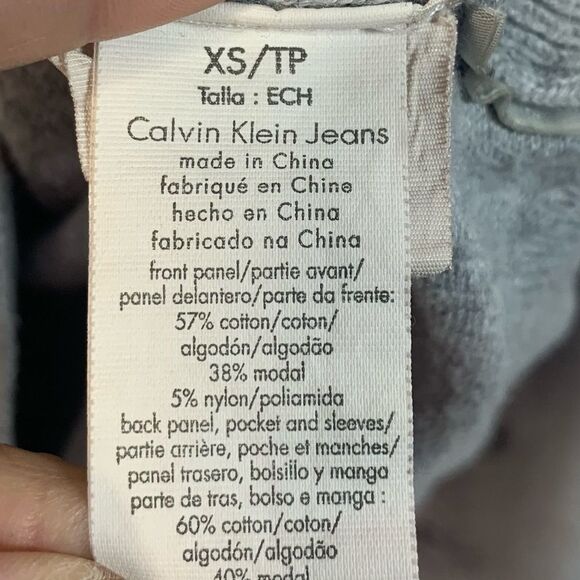 XS/TP
Talla : ECH
Calvin Klein Jeans
made in China
fabriqué en Chine
hecho en China
fabricado na China
front panel/partie avant/
panel delantero/parte da frente:
57% cotton/coton/
algodón/algodão
38% modal
5% nylon/poliamida
back panel, pocket and sleeves/
partie arrière, poche et manches/
panel trasero, bolsillo y manga
parte de tras, bolso e manga :
60% cotton/coton/
algodón/algodão
40% modal